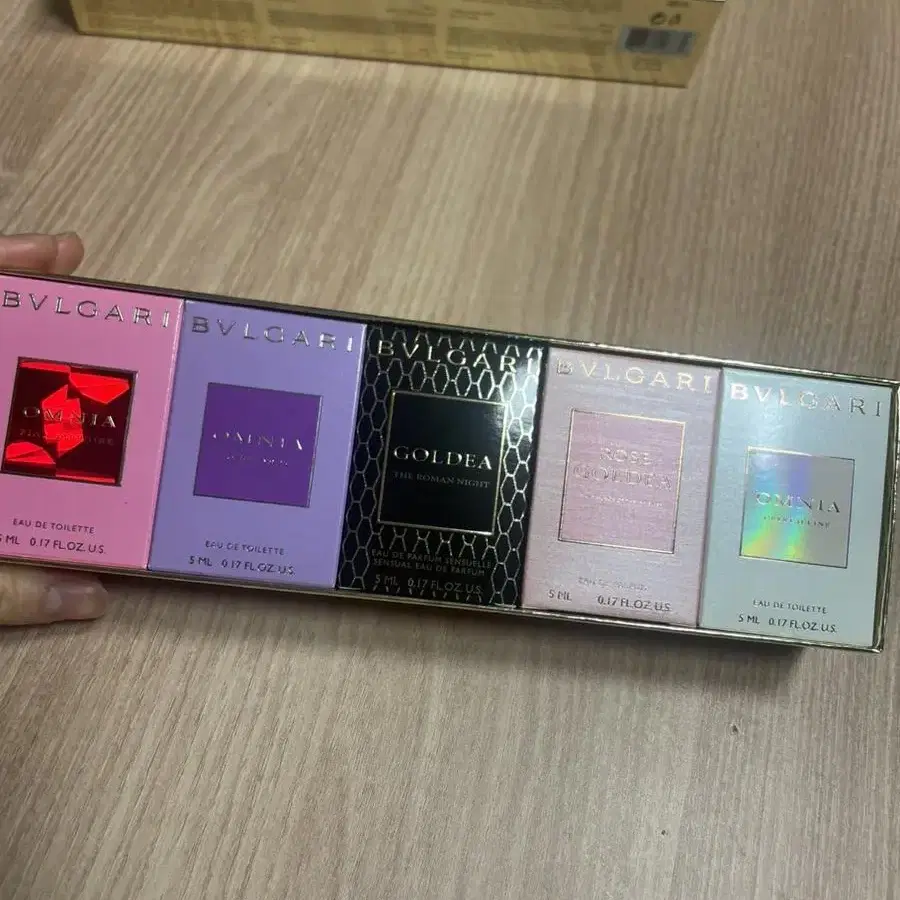 BVLGARI
OMNIA
EAU DE TOILETTE
5 ML 0.17 FL.OZ. U.S.
BVLGARI
OMNIA
EAU DE TOILETTE
5 ML 0.17 FL.OZ. U.S.
BVLGARI
GOLDEA
THE ROMAN NIGHT
EAU DE PARFUM SENSUELLE
SENSUAL EAU DE PARFUM
5 ML 0.17 FL.OZ. U.S.
BVLGARI
ROSE
GOLDEA
EAU DE
5 ML 0.17 FL.OZ. U.S.
BVLGARI
OMNIA
EAU DE TOILETTE
5 ML 0.17 FL.OZ. U.S.